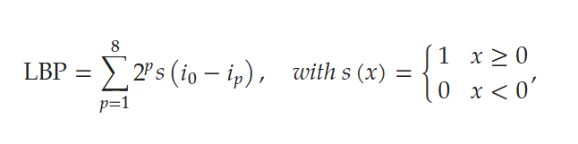 LBP = ∑_{p=1}^{8} 2^p s (i_0 − i_p), with s (x) = { 1 x ≥ 0
0 x < 0 ,